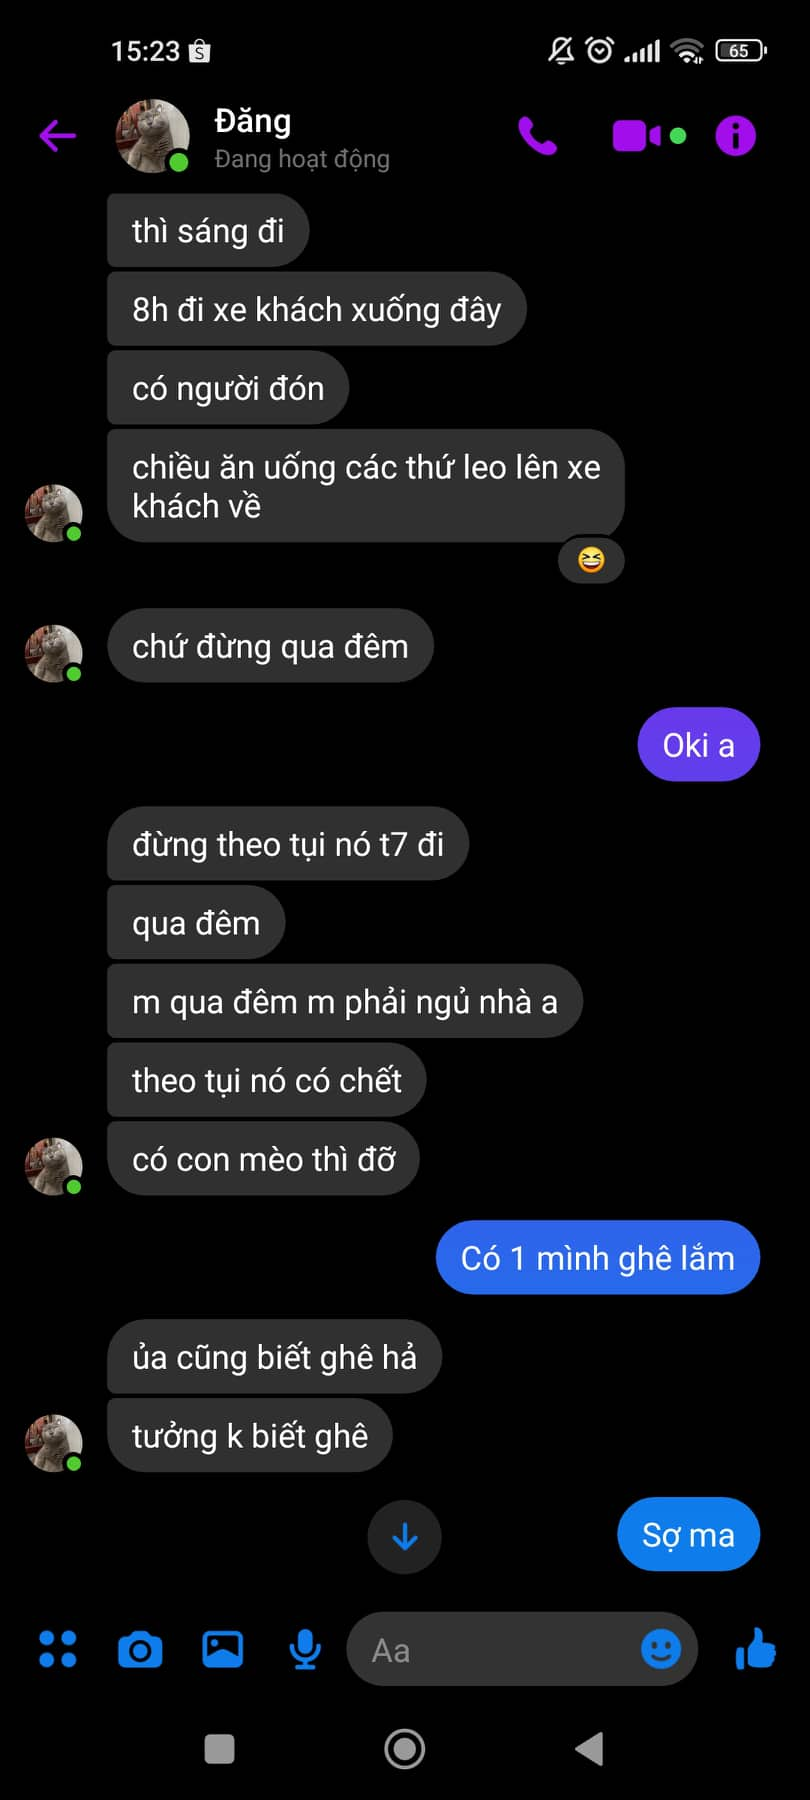 15:23
65
Đăng
Đang hoạt động
thì sáng đi
8h đi xe khách xuống đây
có người đón
chiều ăn uống các thứ leo lên xe
khách về
chứ đừng qua đêm
Oki a
đừng theo tụi nó t7 đi
qua đêm
m qua đêm m phải ngủ nhà a
theo tụi nó có chết
có con mèo thì đỡ
Có 1 mình ghê lắm
ủa cũng biết ghê hả
tưởng k biết ghê
Sợ ma
Aa